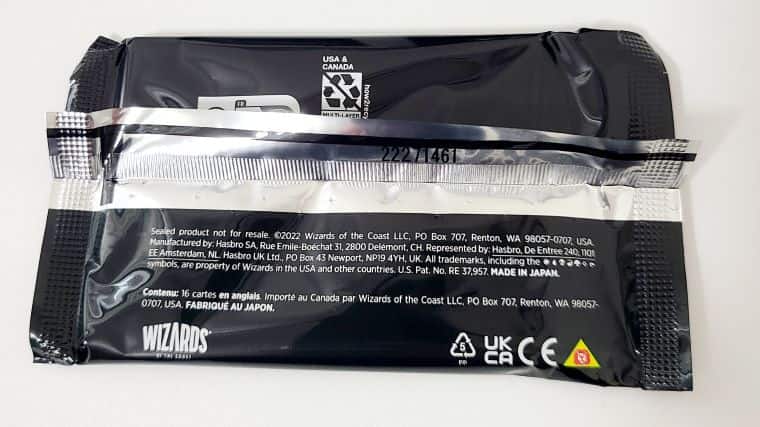 USA &
CANADA
FR
how2recy
MULTI-LAYER
22271461
Sealed product not for resale. ©2022 Wizards of the Coast LLC, PO Box 707, Renton, WA 98057-0707, USA.
Manufactured by: Hasbro SA, Rue Emile-Boéchat 31, 2800 Delémont, CH. Represented by: Hasbro, De Entree 240, 1101
EE Amsterdam, NL. Hasbro UK Ltd., PO Box 43 Newport, NP19 4YH, UK. All trademarks, including the
symbols, are property of Wizards in the USA and other countries. U.S. Pat. No. RE 37,957. MADE IN JAPAN.
Contenu: 16 cartes en anglais. Importé au Canada par Wizards of the Coast LLC, PO Box 707, Renton, WA 98057-
0707, USA. FABRIQUÉ AU JAPON.
WIZARDS
OF THE COAST
5
PP
UK
CA CE